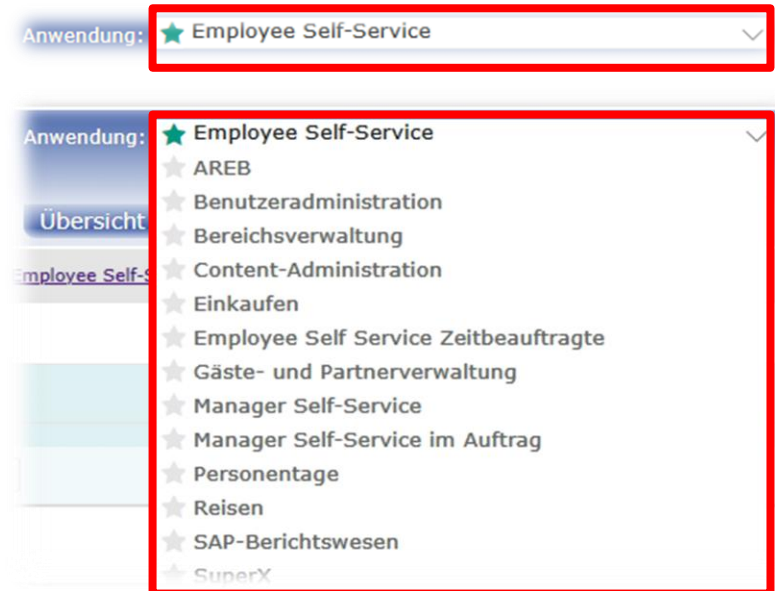 Anwendung: Employee Self-Service
Anwendung: Employee Self-Service
AREB
Benutzeradministration
Übersicht
Bereichsverwaltung
Employee Self-S
Content-Administration
Einkaufen
Employee Self Service Zeitbeauftragte
Gäste- und Partnerverwaltung
Manager Self-Service
Manager Self-Service im Auftrag
Personentage
Reisen
SAP-Berichtswesen
SuperX